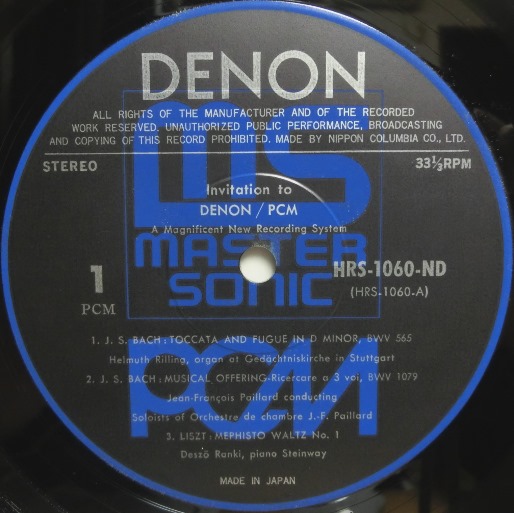 DENON
ALL RIGHTS OF THE MANUFACTURER AND OF THE RECORDED
WORK RESERVED. UNAUTHORIZED PUBLIC PERFORMANCE, BROADCASTING
AND COPYING OF THIS RECORD PROHIBITED. MADE BY NIPPON COLUMBIA CO., LTD.
STEREO
33⅓RPM
ms
Invitation to
DENON / PCM
A Magnificent New Recording System
MASTER
SONIC
1
PCM
HRS-1060-ND
(HRS-1060-A)
PCM
1. J. S. BACH : TOCCATA AND FUGUE IN D MINOR, BWV 565
Helmuth Rilling, organ at Gedächtniskirche in Stuttgart
2. J. S. BACH : MUSICAL OFFERING-Ricercare a 3 voi, BWV 1079
Jean-François Paillard conducting
Soloists of Orchestre de chambre J.-F. Paillard
3. LISZT : MEPHISTO WALTZ No. 1
Deszö Ranki, piano Steinway
MADE IN JAPAN